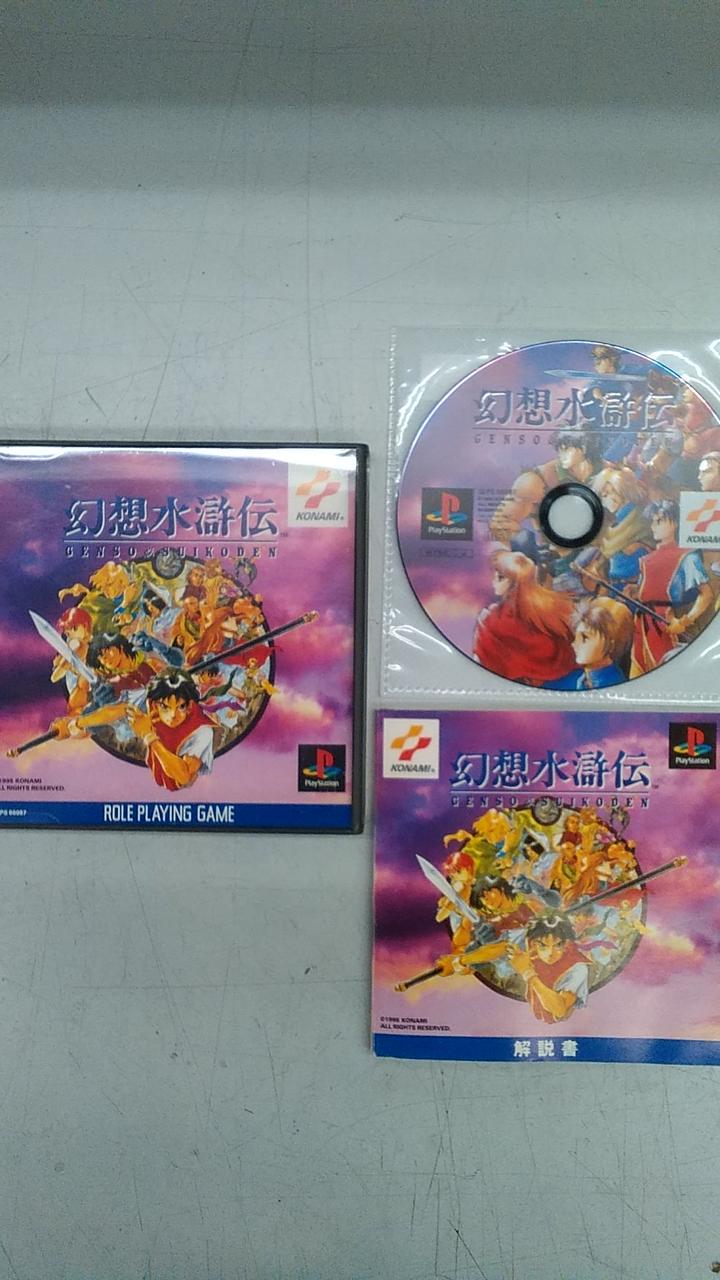 幻想水滸伝
GENSO SUIKODEN
KONAMI
PlayStation
KONAMI
幻想水滸伝
GENSO SUIKODEN
TM
PlayStation
KONAMI
ALL RIGHTS RESERVED.
ROLE PLAYING GAME
KONAMI
PlayStation
幻想水滸伝
GENSO SUIKODEN
©1995 KONAMI
ALL RIGHTS RESERVED.
解説書